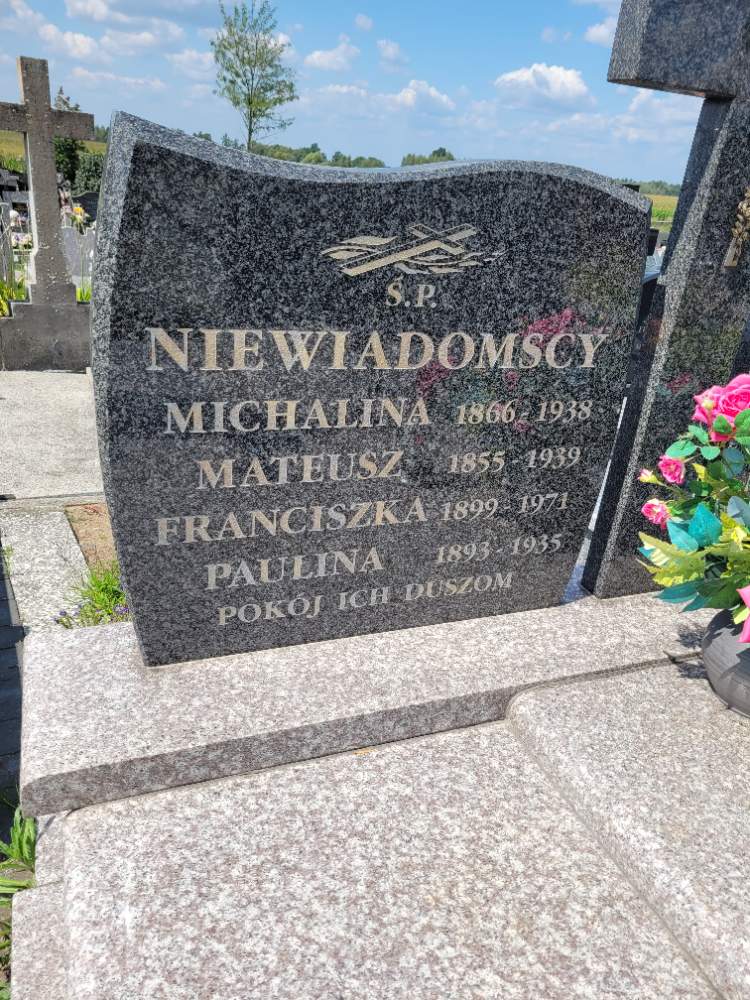 Ś.P.
NIEWIADOMSCY
MICHALINA 1866 - 1938
MATEUSZ 1855 - 1939
FRANCISZKA 1899 - 1971
PAULINA 1893 - 1935
POKÓJ ICH DUSZOM